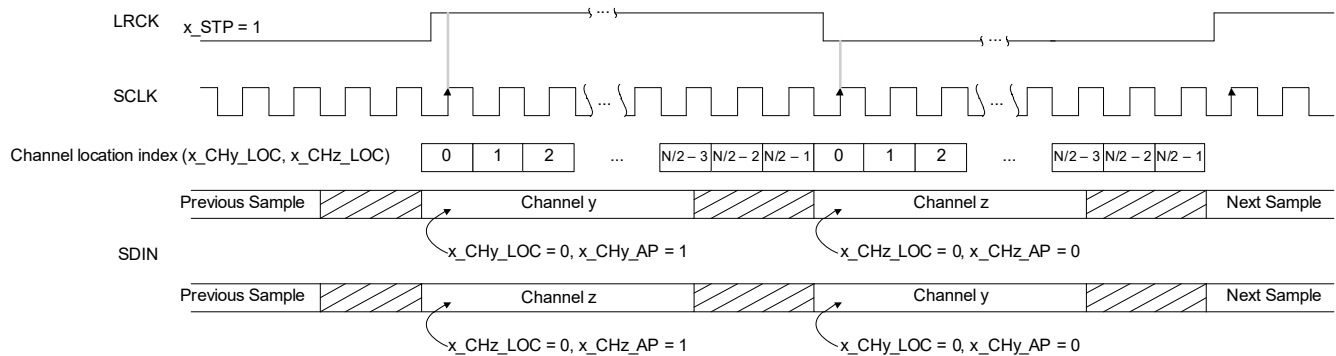 LRCK x_STP = 1 ...
...
SCLK ... ...
Channel location index (x_CHy_LOC, x_CHz_LOC) 0 1 2 ... N/2 – 3 N/2 – 2 N/2 – 1 0 1 2 ... N/2 – 3 N/2 – 2 N/2 – 1
Previous Sample Channel y Channel z Next Sample
x_CHy_LOC = 0, x_CHy_AP = 1 x_CHz_LOC = 0, x_CHz_AP = 0
SDIN
Previous Sample Channel z Channel y Next Sample
x_CHz_LOC = 0, x_CHz_AP = 1 x_CHy_LOC = 0, x_CHy_AP = 0